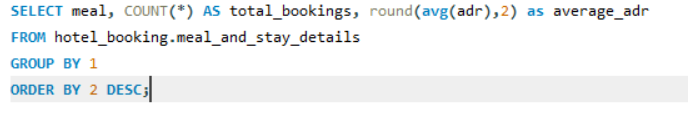 SELECT meal, COUNT(*) AS total_bookings, round(avg(adr),2) as average_adr
FROM hotel_booking.meal_and_stay_details
GROUP BY 1
ORDER BY 2 DESC;